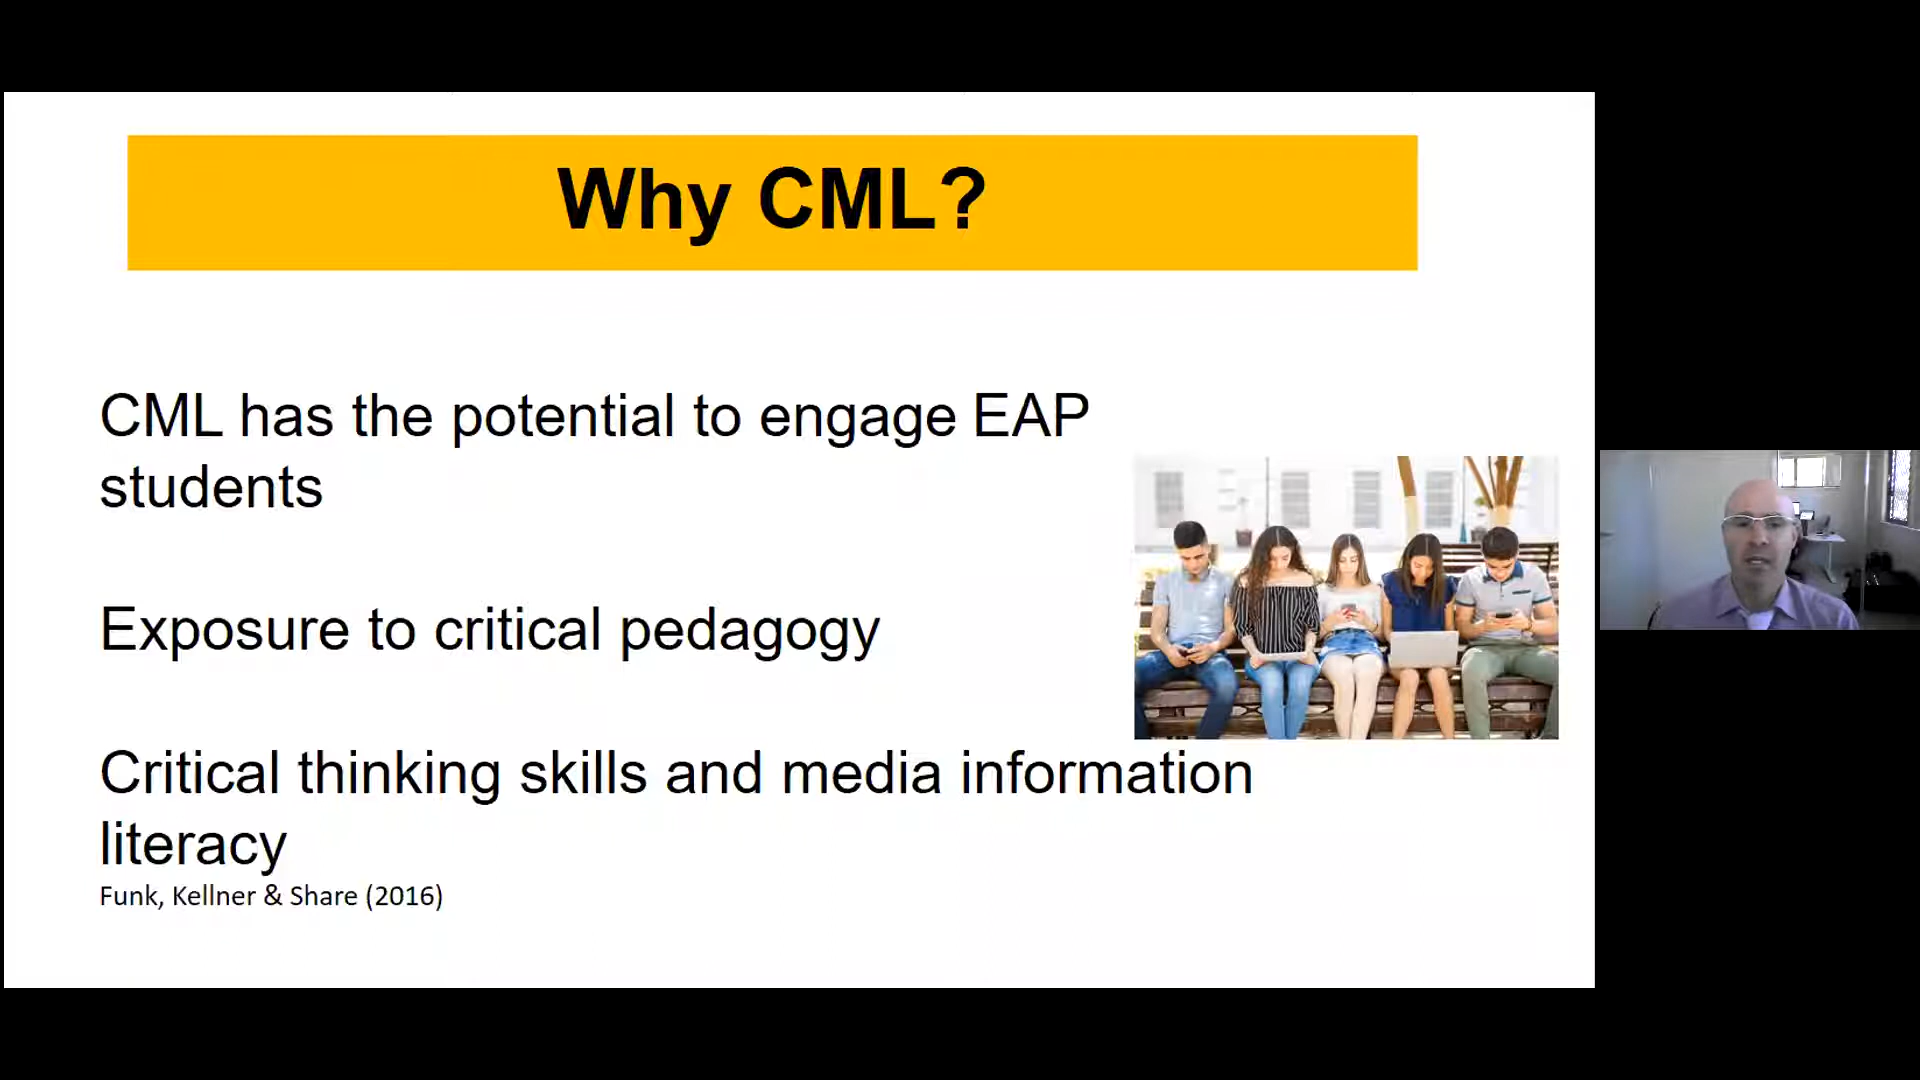 Why CML?
CML has the potential to engage EAP
students
Exposure to critical pedagogy
Critical thinking skills and media information
literacy
Funk, Kellner & Share (2016)